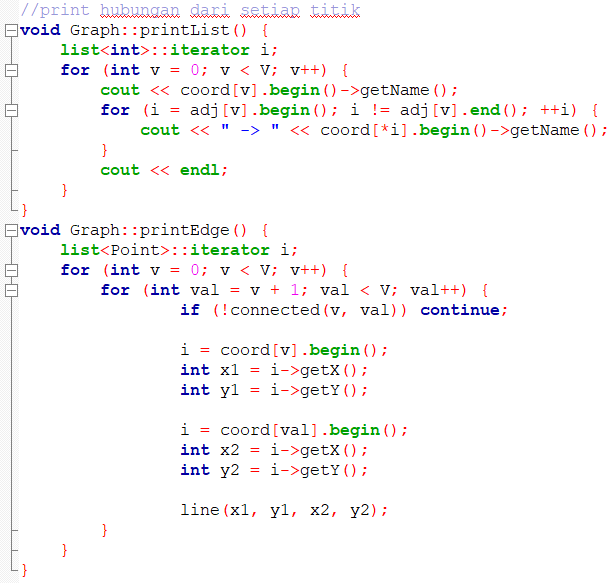 //print hubungan dari setiap titik
void Graph::printList() {
    list<int>::iterator i;
    for (int v = 0; v < V; v++) {
        cout << coord[v].begin()->getName();
        for (i = adj[v].begin(); i != adj[v].end(); ++i) {
            cout << " -> " << coord[*i].begin()->getName();
        }
        cout << endl;
    }
}
void Graph::printEdge() {
    list<Point>::iterator i;
    for (int v = 0; v < V; v++) {
        for (int val = v + 1; val < V; val++) {
                if (!connected(v, val)) continue;

                i = coord[v].begin();
                int x1 = i->getX();
                int y1 = i->getY();

                i = coord[val].begin();
                int x2 = i->getX();
                int y2 = i->getY();

                line(x1, y1, x2, y2);
        }
    }
}